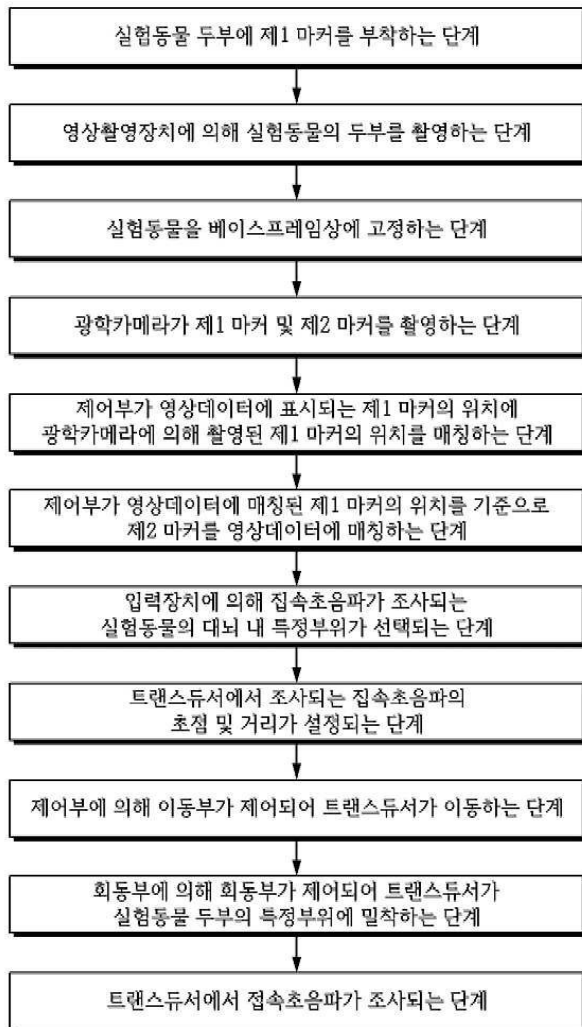 실험동물 두부에 제1 마커를 부착하는 단계
영상촬영장치에 의해 실험동물의 두부를 촬영하는 단계
실험동물을 베이스프레임상에 고정하는 단계
광학카메라가 제1 마커 및 제2 마커를 촬영하는 단계
제어부가 영상데이터에 표시되는 제1 마커의 위치에
광학카메라에 의해 촬영된 제1 마커의 위치를 매칭하는 단계
제어부가 영상데이터에 매칭된 제1 마커의 위치를 기준으로
제2 마커를 영상데이터에 매칭하는 단계
입력장치에 의해 집속초음파가 조사되는
실험동물의 대뇌 내 특정부위가 선택되는 단계
트랜스듀서에서 조사되는 집속초음파의
초점 및 거리가 설정되는 단계
제어부에 의해 이동부가 제어되어 트랜스듀서가 이동하는 단계
회동부에 의해 회동부가 제어되어 트랜스듀서가
실험동물 두부의 특정부위에 밀착하는 단계
트랜스듀서에서 접속초음파가 조사되는 단계